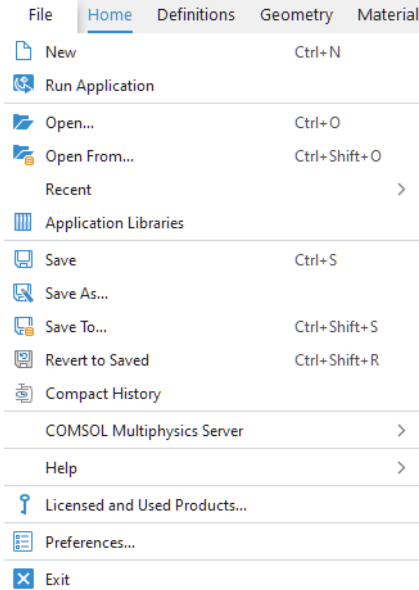 File Home Definitions Geometry Material
New Ctrl+N
Run Application
Open... Ctrl+O
Open From... Ctrl+Shift+O
Recent
Application Libraries
Save Ctrl+S
Save As...
Save To... Ctrl+Shift+S
Revert to Saved Ctrl+Shift+R
Compact History
COMSOL Multiphysics Server
Help
Licensed and Used Products...
Preferences...
Exit